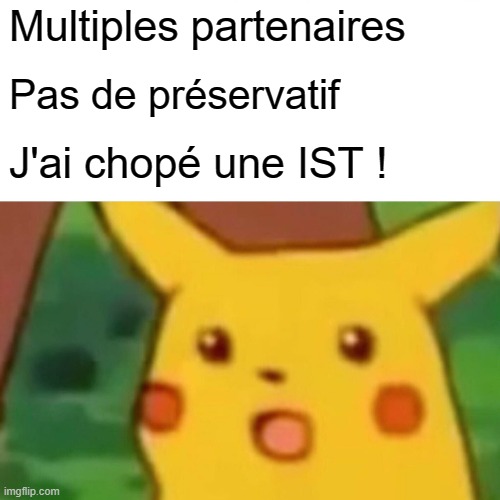 Multiples partenaires
Pas de préservatif
J'ai chopé une IST !
imgflip.com